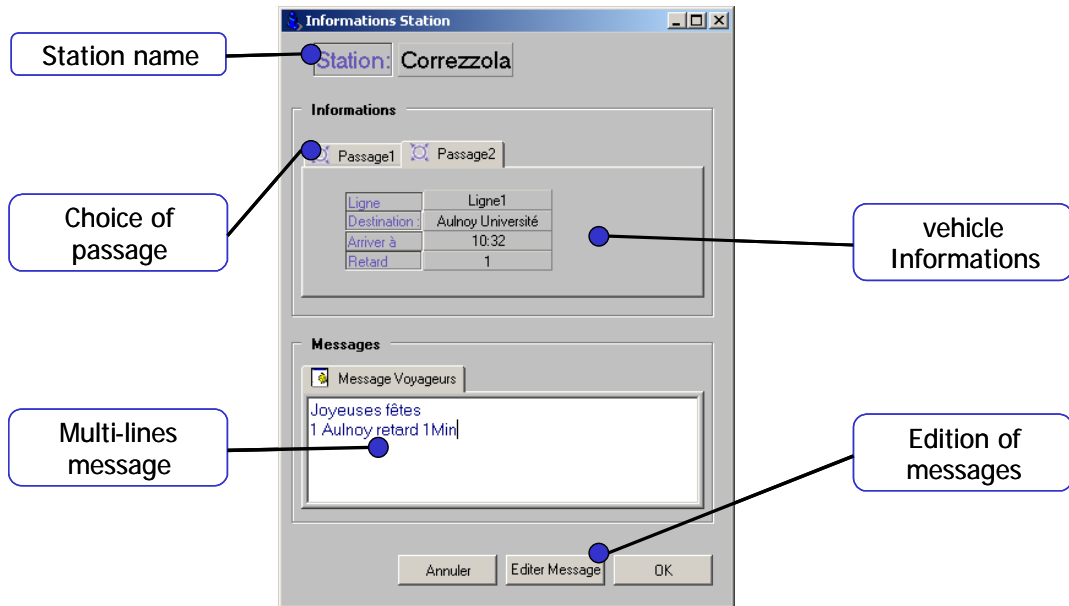 Informations Station
Station name
Station: Correzzola
Informations
Passage1 Passage2
Choice of
passage
Ligne Ligne1
Destination : Aulnoy Université
Arriver à 10:32
Retard 1
vehicle
Informations
Messages
Message Voyageurs
Joyeuses fêtes
1 Aulnoy retard 1Min
Multi-lines
message
Edition of
messages
Annuler Editer Message OK